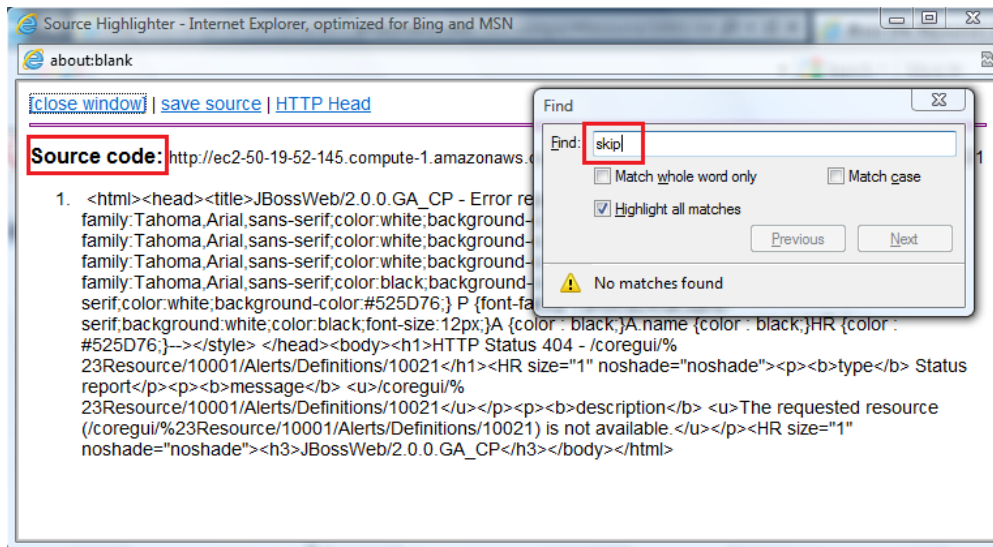 Source Highlighter - Internet Explorer, optimized for Bing and MSN
about:blank
[close window] | save source | HTTP Head
Source code: http://ec2-50-19-52-145.compute-1.amazonaws.
1
1. <html><head><title>JBossWeb/2.0.0.GA_CP - Error re
family:Tahoma,Arial,sans-serif;color:white;background-
family:Tahoma,Arial,sans-serif;color:white;background-
family:Tahoma,Arial,sans-serif;color:white;background-
family:Tahoma,Arial,sans-serif;color:black;background-
serif;color:white;background-color:#525D76;} P {font-fa
serif;background:white;color:black;font-size:12px;}A {color : black;}A.name {color : black;}HR {color :
#525D76;}--></style> </head><body><h1>HTTP Status 404 - /coregui/%
23Resource/10001/Alerts/Definitions/10021</h1><HR size="1" noshade="noshade"><p><b>type</b> Status
report</p><p><b>message</b> <u>/coregui/%
23Resource/10001/Alerts/Definitions/10021</u></p><p><b>description</b> <u>The requested resource
(/coregui/%23Resource/10001/Alerts/Definitions/10021) is not available.</u></p><HR size="1"
noshade="noshade"><h3>JBossWeb/2.0.0.GA_CP</h3></body></html>
Find
Find: skip
Match whole word only Match case
Highlight all matches
Previous Next
No matches found